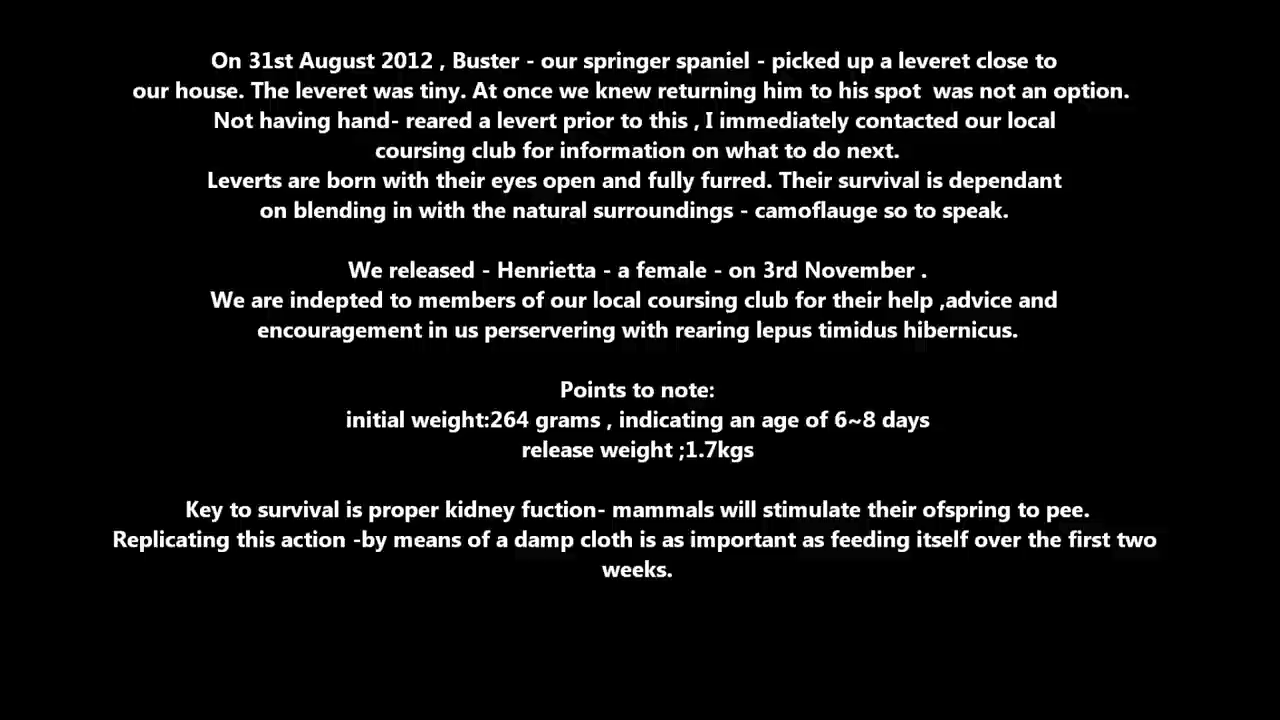 On 31st August 2012 , Buster - our springer spaniel - picked up a leveret close to
our house. The leveret was tiny. At once we knew returning him to his spot  was not an option.
Not having hand- reared a levert prior to this , I immediately contacted our local
coursing club for information on what to do next.
Leverts are born with their eyes open and fully furred. Their survival is dependant
on blending in with the natural surroundings - camoflauge so to speak.
We released - Henrietta - a female - on 3rd November .
We are indepted to members of our local coursing club for their help ,advice and
encouragement in us perservering with rearing lepus timidus hibernicus.
Points to note:
initial weight:264 grams , indicating an age of 6~8 days
release weight ;1.7kgs
Key to survival is proper kidney fuction- mammals will stimulate their ofspring to pee.
Replicating this action -by means of a damp cloth is as important as feeding itself over the first two
weeks.